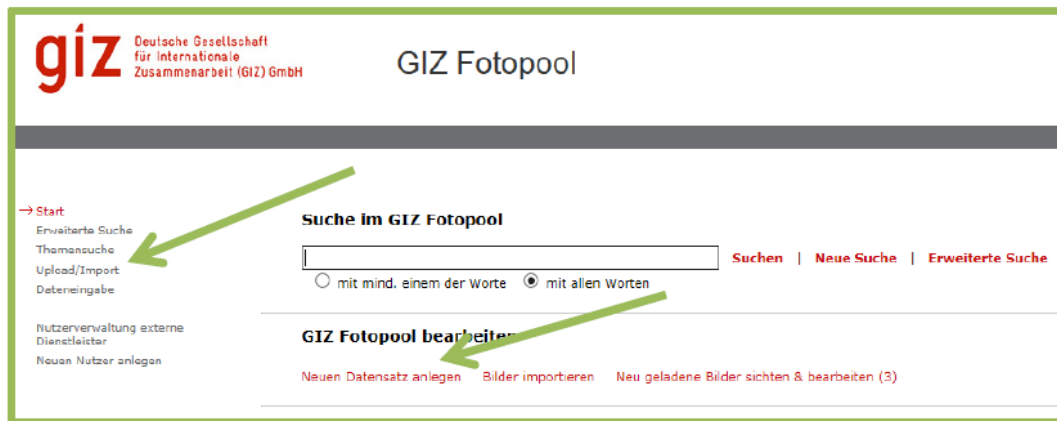 giz Deutsche Gesellschaft
für Internationale
Zusammenarbeit (GIZ) GmbH
GIZ Fotopool
Start
Erweiterte Suche
Themensuche
Upload/Import
Dateneingabe
Nutzerverwaltung externe
Dienstleister
Neuen Nutzer anlegen
Suche im GIZ Fotopool
Suchen | Neue Suche | Erweiterte Suche
mit mind. einem der Worte mit allen Worten
GIZ Fotopool bearbeiten
Neuen Datensatz anlegen Bilder importieren Neu geladene Bilder sichten & bearbeiten (3)